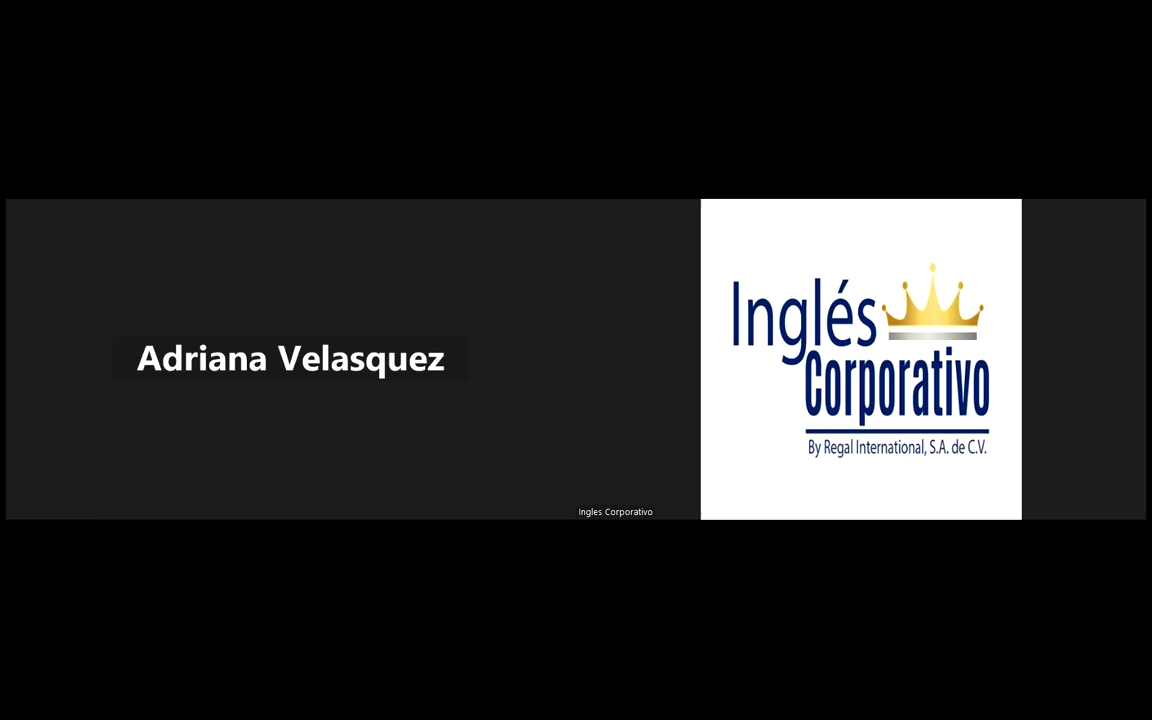 Adriana Velasquez
Inglés
Corporativo
By Regal International, S.A. de C.V.
Ingles Corporativo